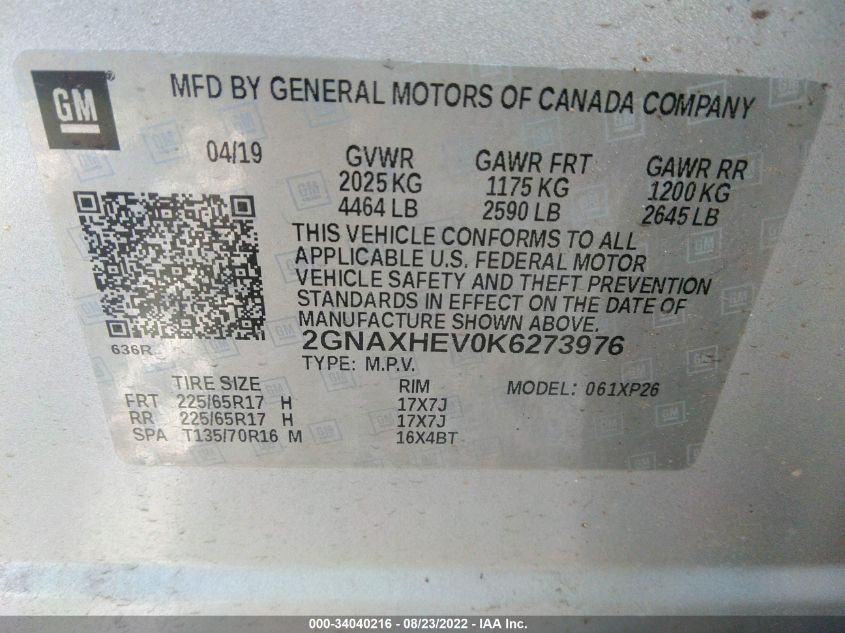 GM
MFD BY GENERAL MOTORS OF CANADA COMPANY
04/19 GVWR GAWR FRT GAWR RR
2025 KG 1175 KG 1200 KG
4464 LB 2590 LB 2645 LB
THIS VEHICLE CONFORMS TO ALL
APPLICABLE U.S. FEDERAL MOTOR
VEHICLE SAFETY AND THEFT PREVENTION
STANDARDS IN EFFECT ON THE DATE OF
MANUFACTURE SHOWN ABOVE.
636R 2GNAXHEV0K6273976
TYPE: M.P.V.
TIRE SIZE RIM MODEL: 061XP26
FRT 225/65R17 H 17X7J
RR 225/65R17 H 17X7J
SPA T135/70R16 M 16X4BT
000-34040216 - 08/23/2022 - IAA Inc.